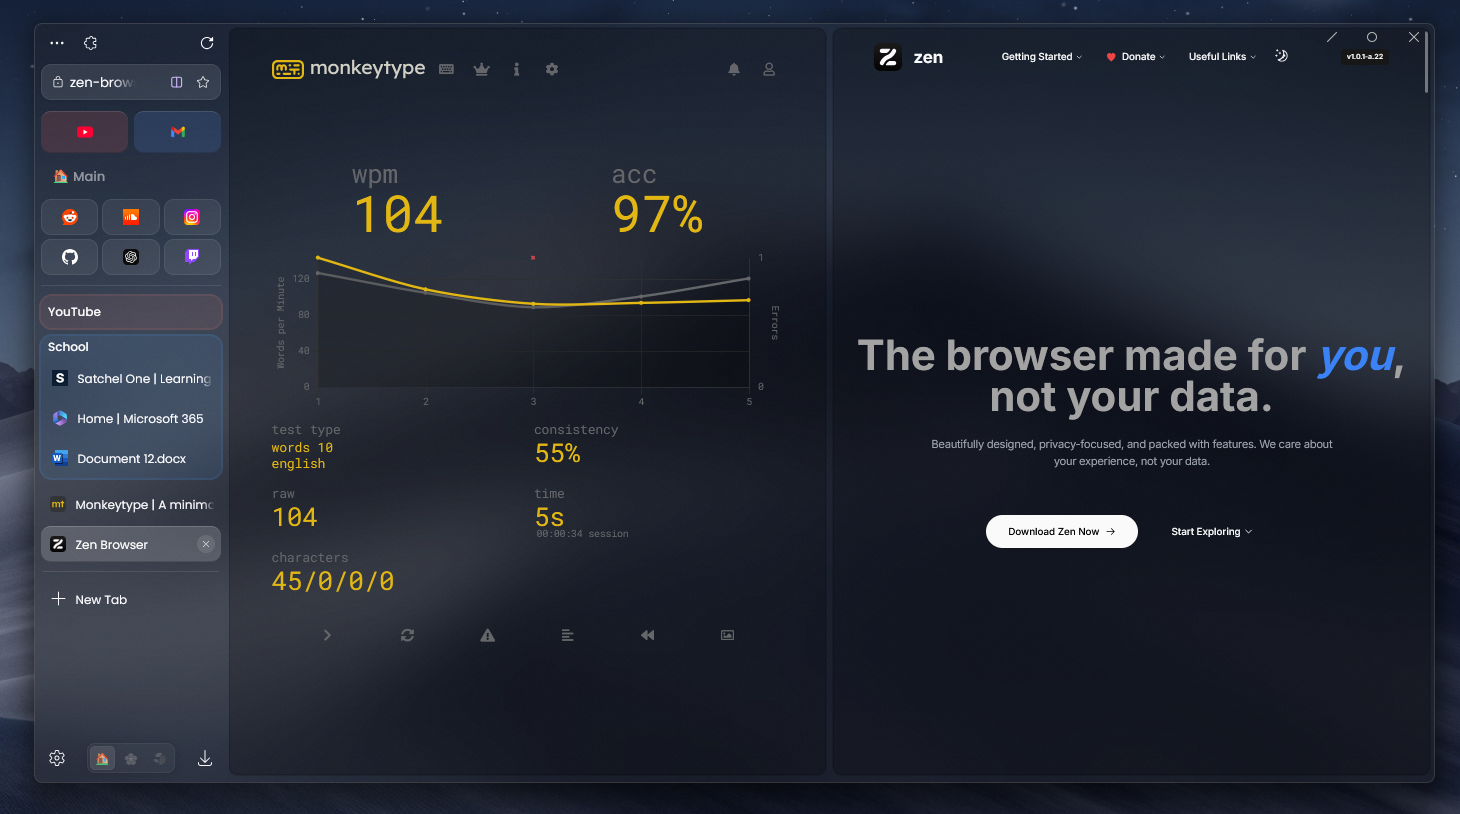 zen-brow
Main
YouTube
School
S Satchel One | Learning
Home | Microsoft 365
W Document 12.docx
mt Monkeytype | A minima
Zen Browser
New Tab
monkeytype
wpm
104
acc
97%
Words per Minute
120
80
40
0
1
0
Errors
1 2 3 4 5
test type
words 10
english
consistency
55%
raw
104
time
5s
00:00:34 session
characters
45/0/0/0
zen
Getting Started
Donate
Useful Links
v1.0.1-a.22
The browser made for you,
not your data.
Beautifully designed, privacy-focused, and packed with features. We care about
your experience, not your data.
Download Zen Now →
Start Exploring